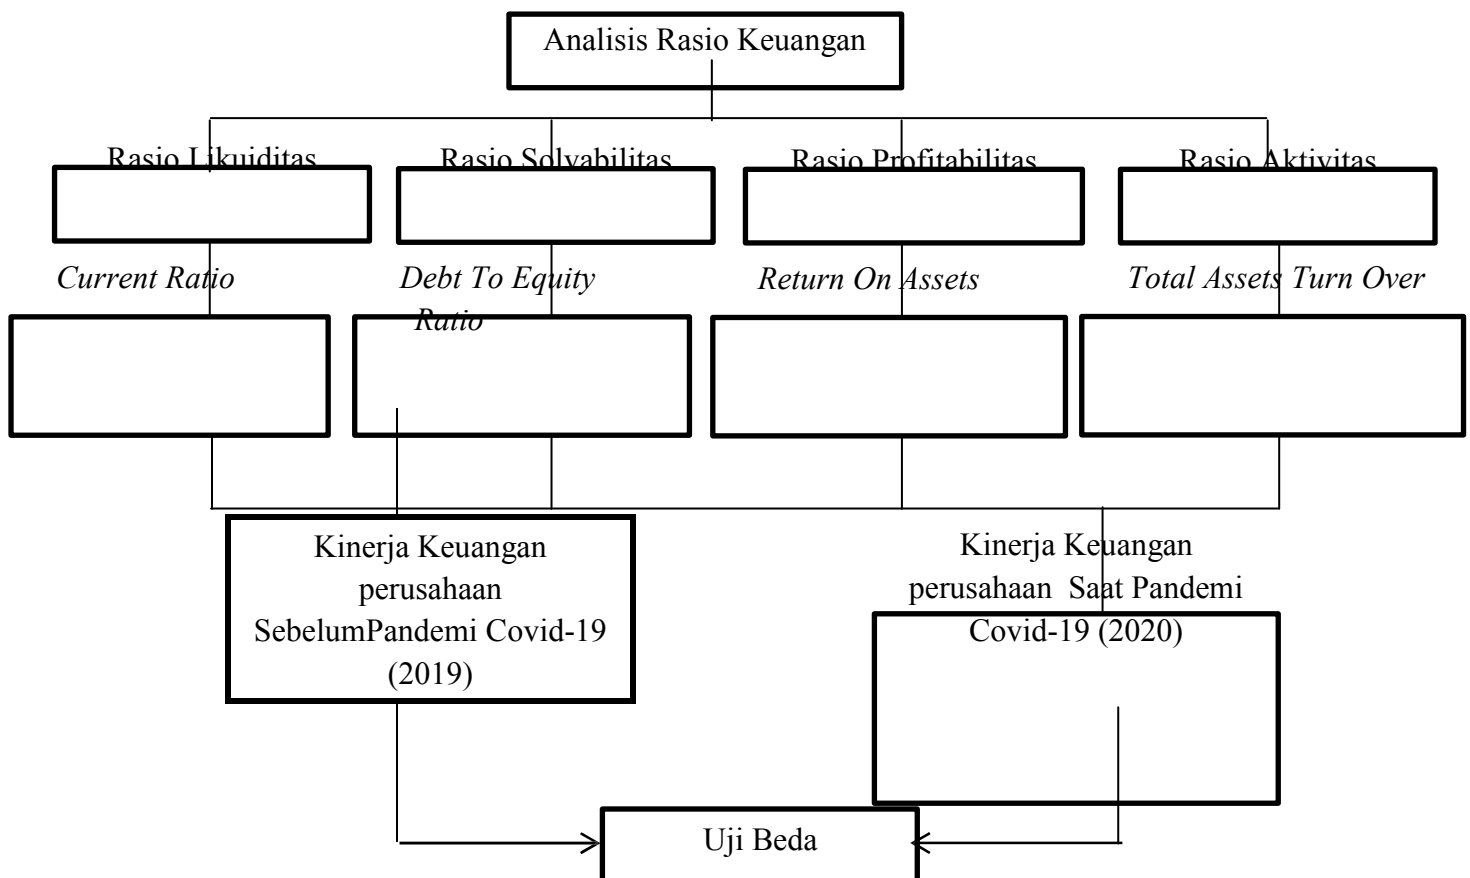 Analisis Rasio Keuangan
Rasio Likuiditas
Rasio Solvabilitas
Rasio Profitabilitas
Rasio Aktivitas
Current Ratio
Debt To Equity
Ratio
Return On Assets
Total Assets Turn Over
Kinerja Keuangan
perusahaan
SebelumPandemi Covid-19
(2019)
Kinerja Keuangan
perusahaan  Saat Pandemi
Covid-19 (2020)
Uji Beda